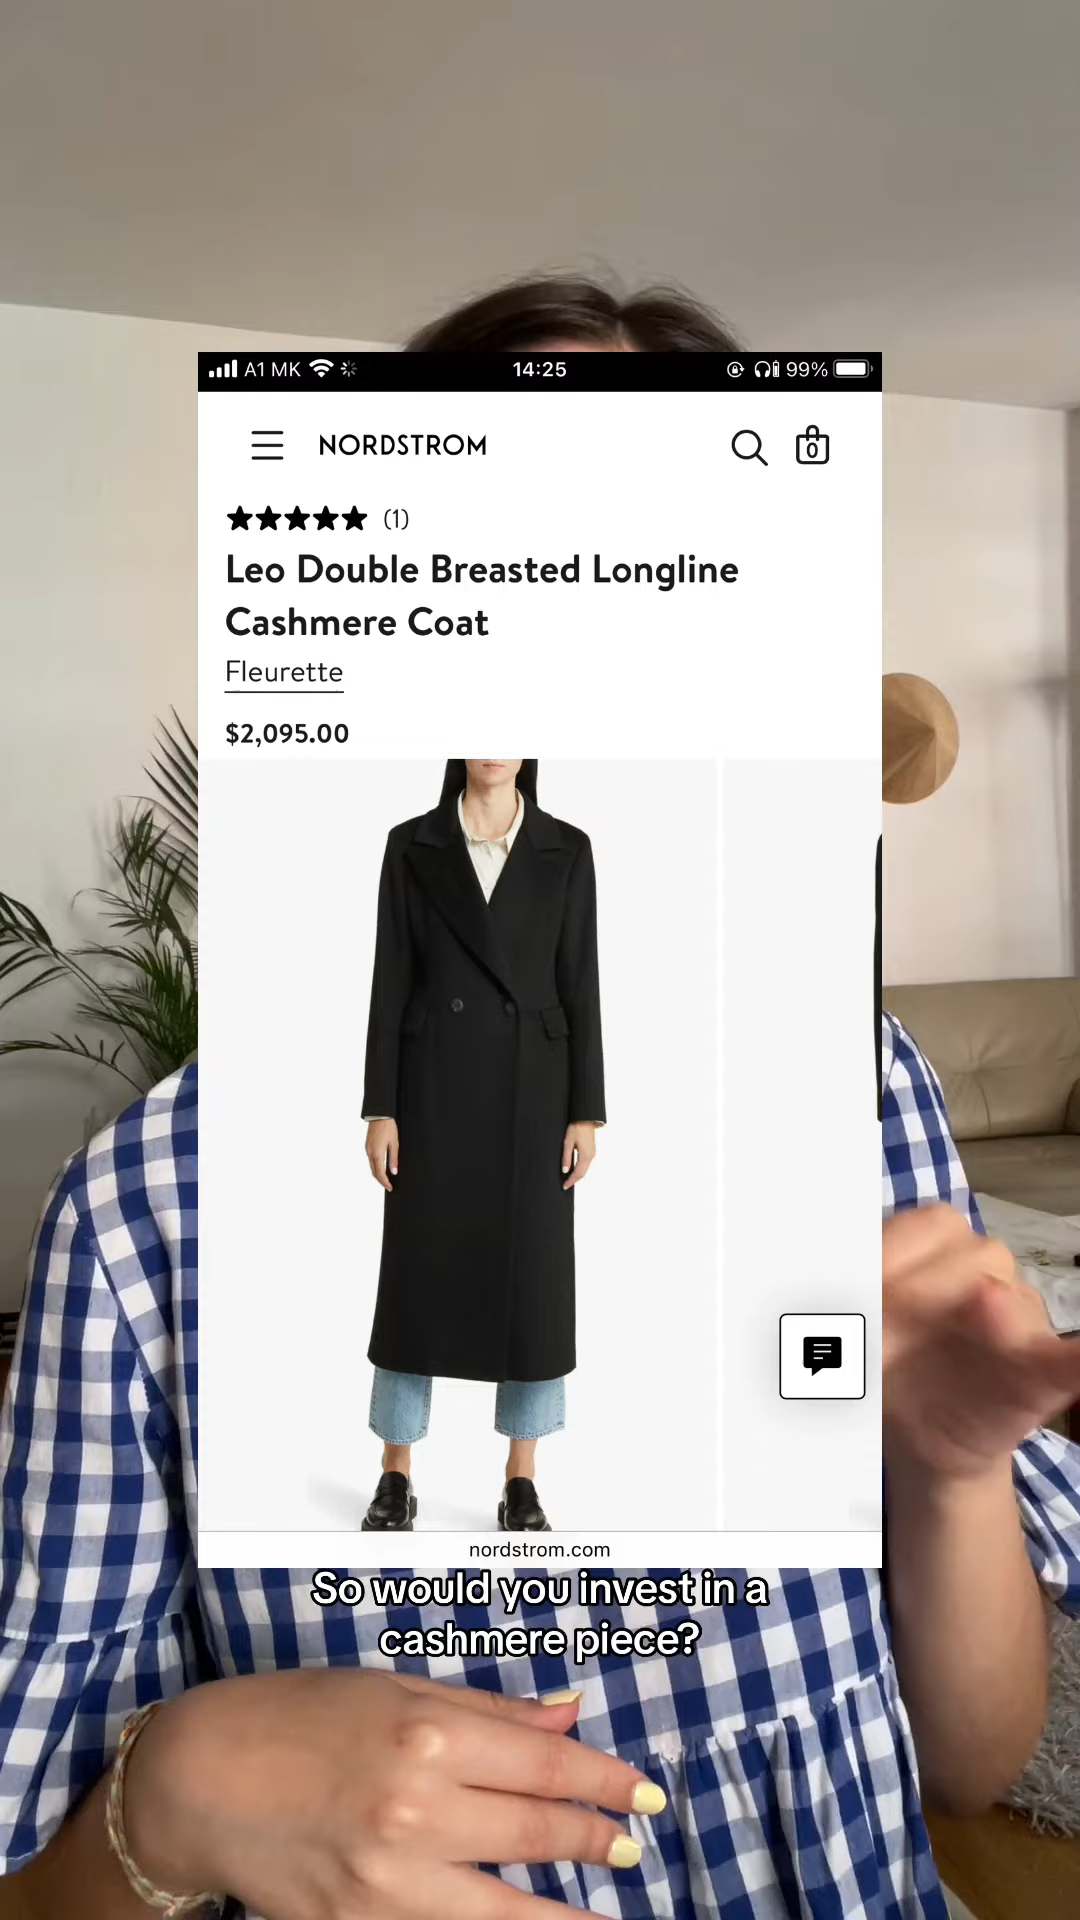 A1 MK 14:25 99%
NORDSTROM 0
(1)
Leo Double Breasted Longline
Cashmere Coat
Fleurette
$2,095.00
nordstrom.com
So would you invest in a
cashmere piece?